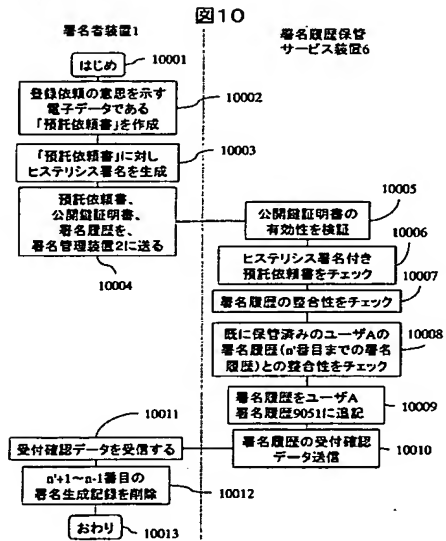 図10
署名者装置1
署名履歴保管
サービス装置6
はじめ
10001
登録依頼の意思を示す
電子データである
「預託依頼書」を作成
10002
「預託依頼書」に対し
ヒステリシス署名を生成
10003
預託依頼書、
公開鍵証明書、
署名履歴を、
署名管理装置2に送る
10004
公開鍵証明書の
有効性を検証
10005
ヒステリシス署名付き
預託依頼書をチェック
10006
署名履歴の整合性をチェック
10007
既に保管済みのユーザAの
署名履歴(n'番目までの署名
履歴)との整合性をチェック
10008
署名履歴をユーザA
署名履歴9051に追記
10009
署名履歴の受付確認
データ送信
10010
10011
受付確認データを受信する
n'+1~n-1番目の
署名生成記録を削除
10012
おわり
10013